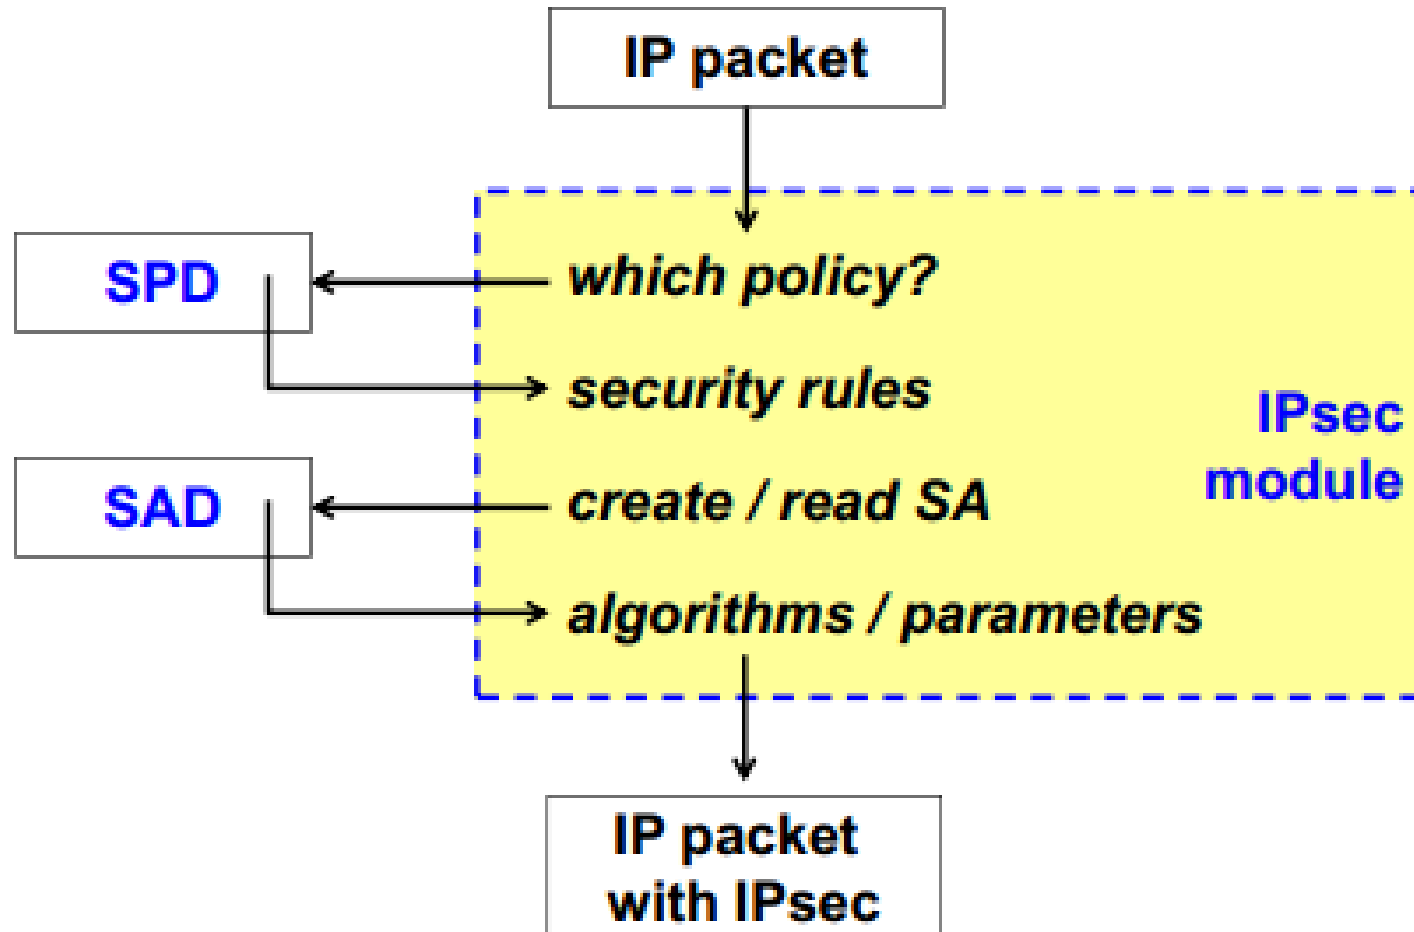 IP packet
SPD
which policy?
security rules
IPsec
module
SAD
create / read SA
algorithms / parameters
IP packet
with IPsec